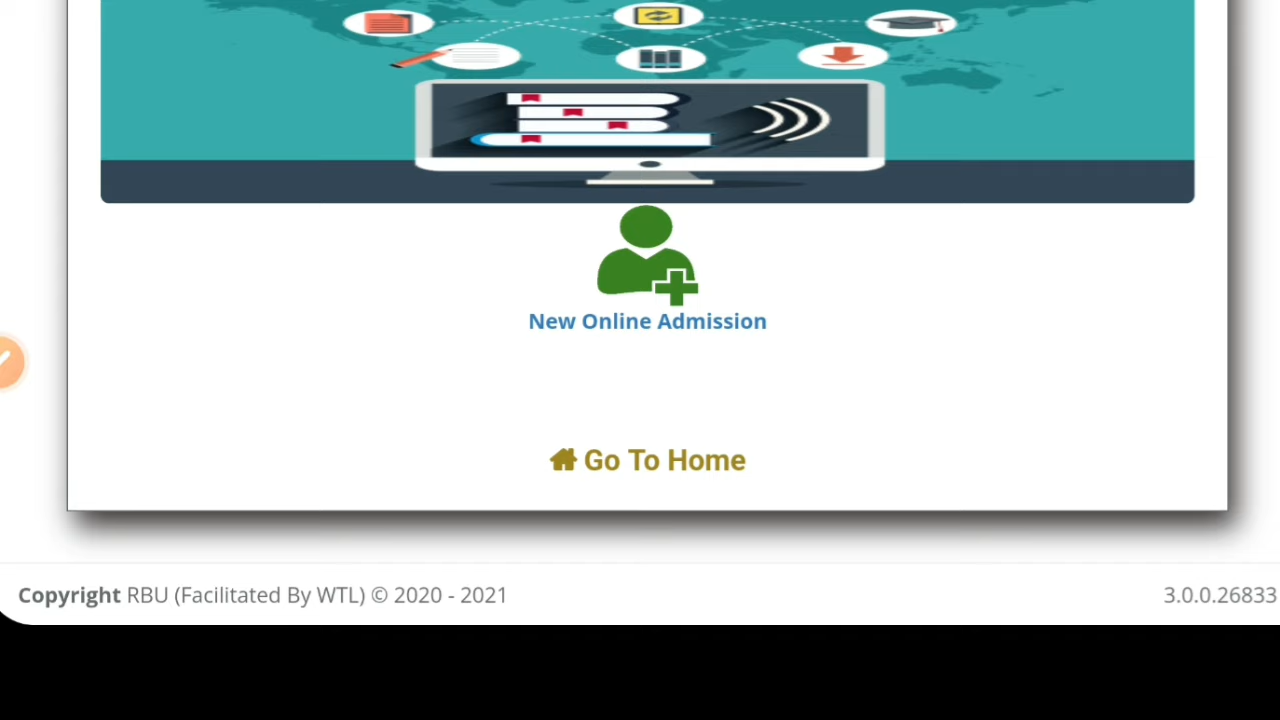 New Online Admission
Go To Home
Copyright RBU (Facilitated By WTL) © 2020 - 2021
3.0.0.26833